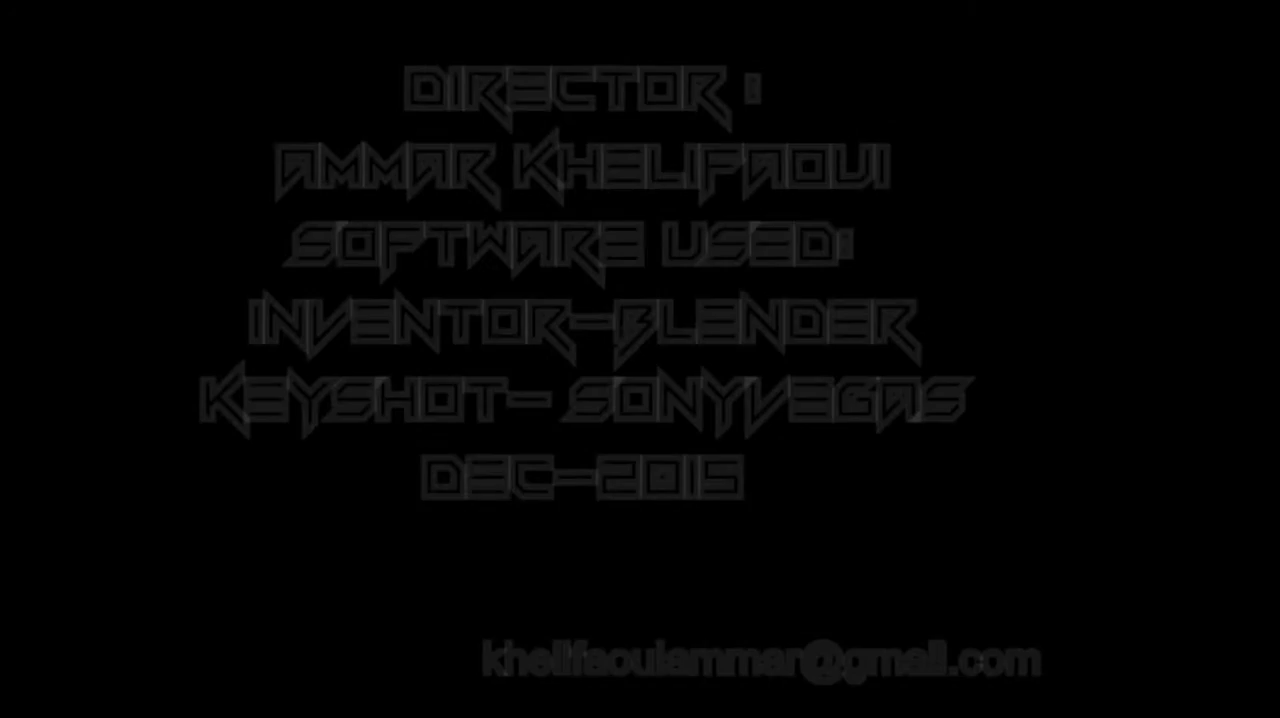 DIRECTOR :
AMMAR KHELIFAOUI
SOFTWARE USED:
INVENTOR-BLENDER
KEYSHOT- SONYVEGAS
DEC-2015
khelifaouiammar@gmail.com